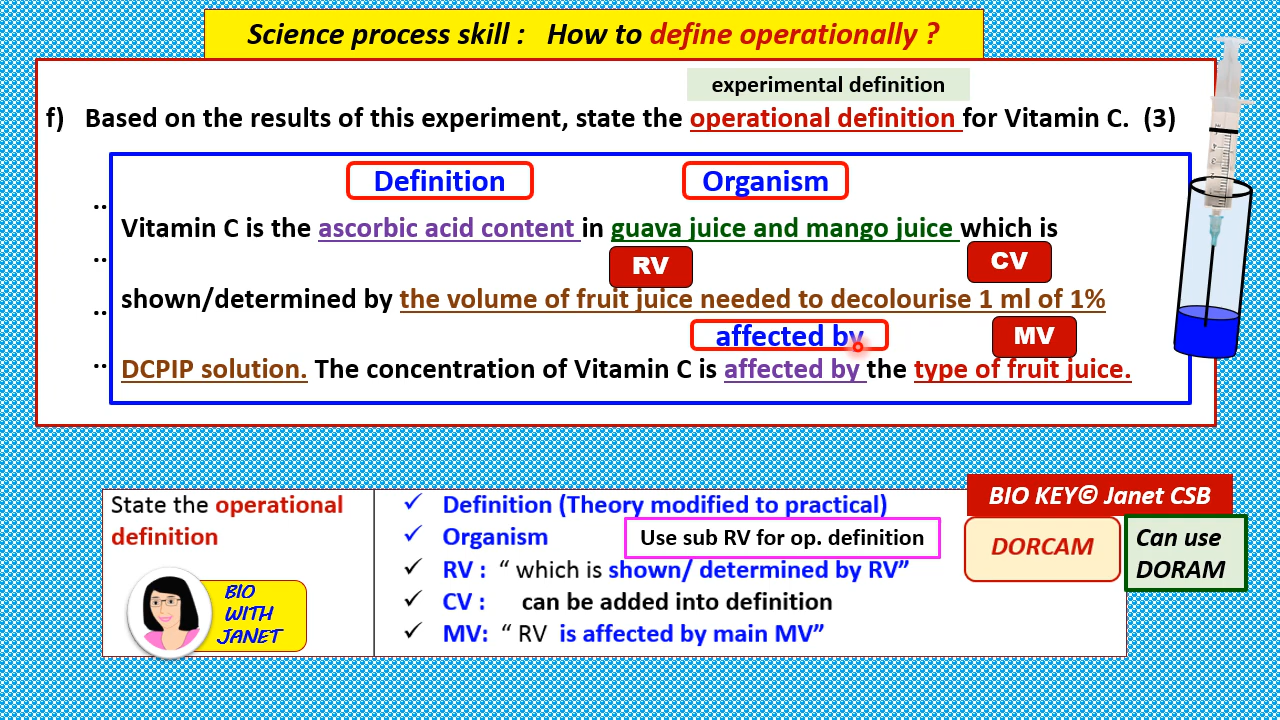 Science process skill :   How to define operationally ?
experimental definition
f)   Based on the results of this experiment, state the operational definition for Vitamin C.  (3)
Definition
Organism
..
Vitamin C is the ascorbic acid content in guava juice and mango juice which is
..
RV
CV
shown/determined by the volume of fruit juice needed to decolourise 1 ml of 1%
..
affected by
MV
..
DCPIP solution. The concentration of Vitamin C is affected by the type of fruit juice.
State the operational
definition
BIO
WITH
JANET
✓ Definition (Theory modified to practical)
✓ Organism
Use sub RV for op. definition
✓ RV :  “ which is shown/ determined by RV”
✓ CV :     can be added into definition
✓ MV:  “ RV  is affected by main MV”
BIO KEY© Janet CSB
DORCAM
Can use
DORAM